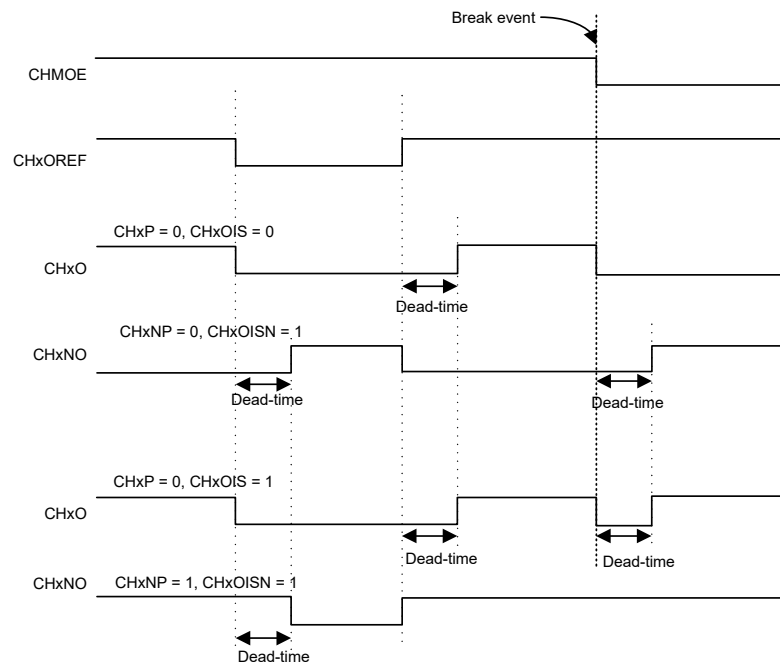 Break event
CHMOE
CHxOREF
CHxP = 0, CHxOIS = 0
CHxO
Dead-time
CHxNP = 0, CHxOISN = 1
CHxNO
Dead-time
Dead-time
CHxP = 0, CHxOIS = 1
CHxO
Dead-time
Dead-time
CHxNP = 1, CHxOISN = 1
CHxNO
Dead-time